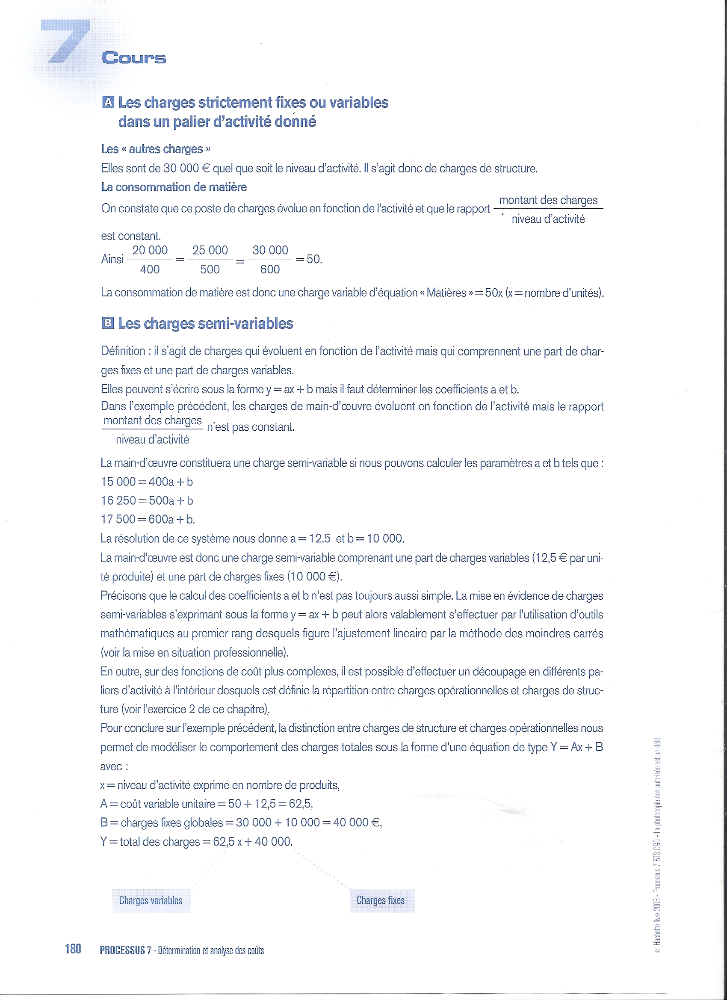 7
Cours
A Les charges strictement fixes ou variables
dans un palier d'activité donné
Les « autres charges »
Elles sont de 30 000 € quel que soit le niveau d'activité. Il s'agit donc de charges de structure.
La consommation de matière
On constate que ce poste de charges évolue en fonction de l'activité et que le rapport montant des charges / niveau d'activité
est constant.
Ainsi 20 000 / 400 = 25 000 / 500 = 30 000 / 600 = 50.
La consommation de matière est donc une charge variable d'équation « Matières » = 50x (x = nombre d'unités).
B Les charges semi-variables
Définition : il s'agit de charges qui évoluent en fonction de l'activité mais qui comprennent une part de char-
ges fixes et une part de charges variables.
Elles peuvent s'écrire sous la forme y = ax + b mais il faut déterminer les coefficients a et b.
Dans l'exemple précédent, les charges de main-d'œuvre évoluent en fonction de l'activité mais le rapport
montant des charges / niveau d'activité n'est pas constant.
La main-d'œuvre constituera une charge semi-variable si nous pouvons calculer les paramètres a et b tels que :
15 000 = 400a + b
16 250 = 500a + b
17 500 = 600a + b.
La résolution de ce système nous donne a = 12,5 et b = 10 000.
La main-d'œuvre est donc une charge semi-variable comprenant une part de charges variables (12,5 € par uni-
té produite) et une part de charges fixes (10 000 €).
Précisons que le calcul des coefficients a et b n'est pas toujours aussi simple. La mise en évidence de charges
semi-variables s'exprimant sous la forme y = ax + b peut alors valablement s'effectuer par l'utilisation d'outils
mathématiques au premier rang desquels figure l'ajustement linéaire par la méthode des moindres carrés
(voir la mise en situation professionnelle).
En outre, sur des fonctions de coût plus complexes, il est possible d'effectuer un découpage en différents pa-
liers d'activité à l'intérieur desquels est définie la répartition entre charges opérationnelles et charges de struc-
ture (voir l'exercice 2 de ce chapitre).
Pour conclure sur l'exemple précédent, la distinction entre charges de structure et charges opérationnelles nous
permet de modéliser le comportement des charges totales sous la forme d'une équation de type Y = Ax + B
avec :
x = niveau d'activité exprimé en nombre de produits,
A = coût variable unitaire = 50 + 12,5 = 62,5,
B = charges fixes globales = 30 000 + 10 000 = 40 000 €,
Y = total des charges = 62,5 x + 40 000.
Charges variables
Charges fixes
180 PROCESSUS 7 - Détermination et analyse des coûts
© Hachette livre 2006 - Processus 7 BTS CGO - La photocopie non autorisée est un délit.